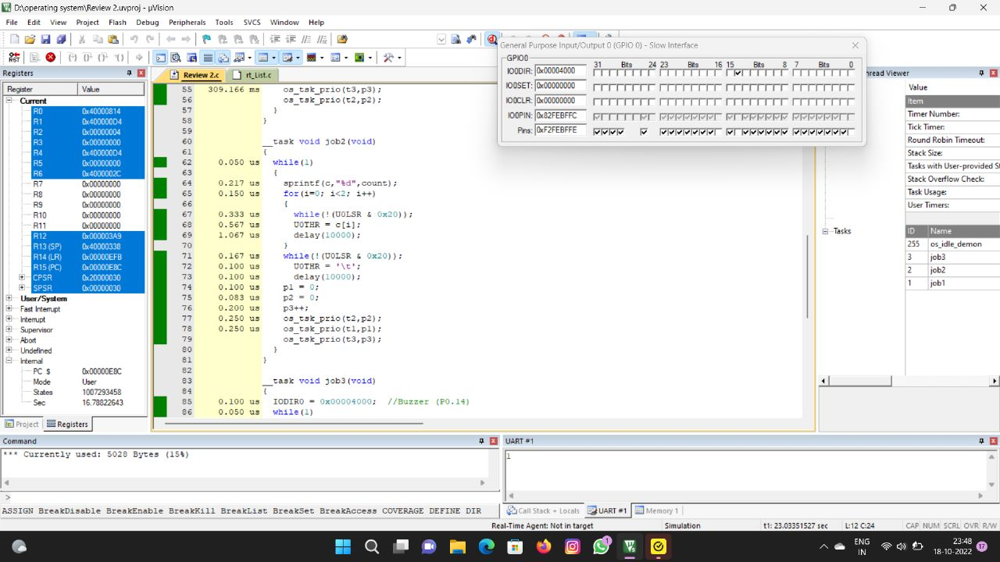 D:\operating system\Review 2.uvproj - µVision
File Edit View Project Flash Debug Peripherals Tools SVCS Window Help
Registers
Register Value
Current
R0 0x40000814
R1 0x400000D4
R2 0x00000004
R3 0x00000000
R4 0x400000D4
R5 0x00000000
R6 0x4000002C
R7 0x00000000
R8 0x00000000
R9 0x00000000
R10 0x00000000
R11 0x00000000
R12 0x000003A9
R13 (SP) 0x40000338
R14 (LR) 0x00000EFB
R15 (PC) 0x00000E8C
CPSR 0x20000030
SPSR 0x00000030
User/System
Fast Interrupt
Interrupt
Supervisor
Abort
Undefined
Internal
PC $ 0x00000E8C
Mode User
States 1007293458
Sec 16.78822643
Project Registers
Review 2.c rt_List.c
55 309.166 ms os_tsk_prio(t3,p3);
56 os_tsk_prio(t2,p2);
57 }
58 }
59
60 __task void job2(void)
61 {
62 0.050 us while(1)
63 {
64 0.217 us sprintf(c,"%d",count);
65 0.150 us for(i=0; i<2; i++)
66 {
67 0.333 us while(!(U0LSR & 0x20));
68 0.567 us U0THR = c[i];
69 1.067 us delay(10000);
70 }
71 0.167 us while(!(U0LSR & 0x20));
72 0.100 us U0THR = '\t';
73 0.100 us delay(10000);
74 0.100 us p1 = 0;
75 0.083 us p2 = 0;
76 0.200 us p3++;
77 0.250 us os_tsk_prio(t2,p2);
78 0.250 us os_tsk_prio(t1,p1);
79 os_tsk_prio(t3,p3);
80 }
81 }
82
83 __task void job3(void)
84 {
85 0.100 us IODIR0 = 0x00004000; //Buzzer (P0.14)
86 0.050 us while(1)
General Purpose Input/Output 0 (GPIO 0) - Slow Interface
GPIO0
31 Bits 24 23 Bits 16 15 Bits 8 7 Bits 0
IO0DIR: 0x00004000
IO0SET: 0x00000000
IO0CLR: 0x00000000
IO0PIN: 0x82FEBFFC
Pins: 0xF2FEBFFE
hread Viewer
Value
Item
Timer Number:
Tick Timer:
Round Robin Timeout:
Stack Size:
Tasks with User-provided S
Stack Overflow Check:
Task Usage:
User Timers:
Tasks
ID Name
255 os_idle_demon
3 job3
2 job2
1 job1
Command
*** Currently used: 5028 Bytes (15%)
>
ASSIGN BreakDisable BreakEnable BreakKill BreakList BreakSet BreakAccess COVERAGE DEFINE DIR
UART #1
1
Call Stack + Locals UART #1 Memory 1
Real-Time Agent: Not in target Simulation t1: 23.03351527 sec L:12 C:24 CAP NUM SCRL OVR R/W
1
ENG
IN
23:48
18-10-2022
17